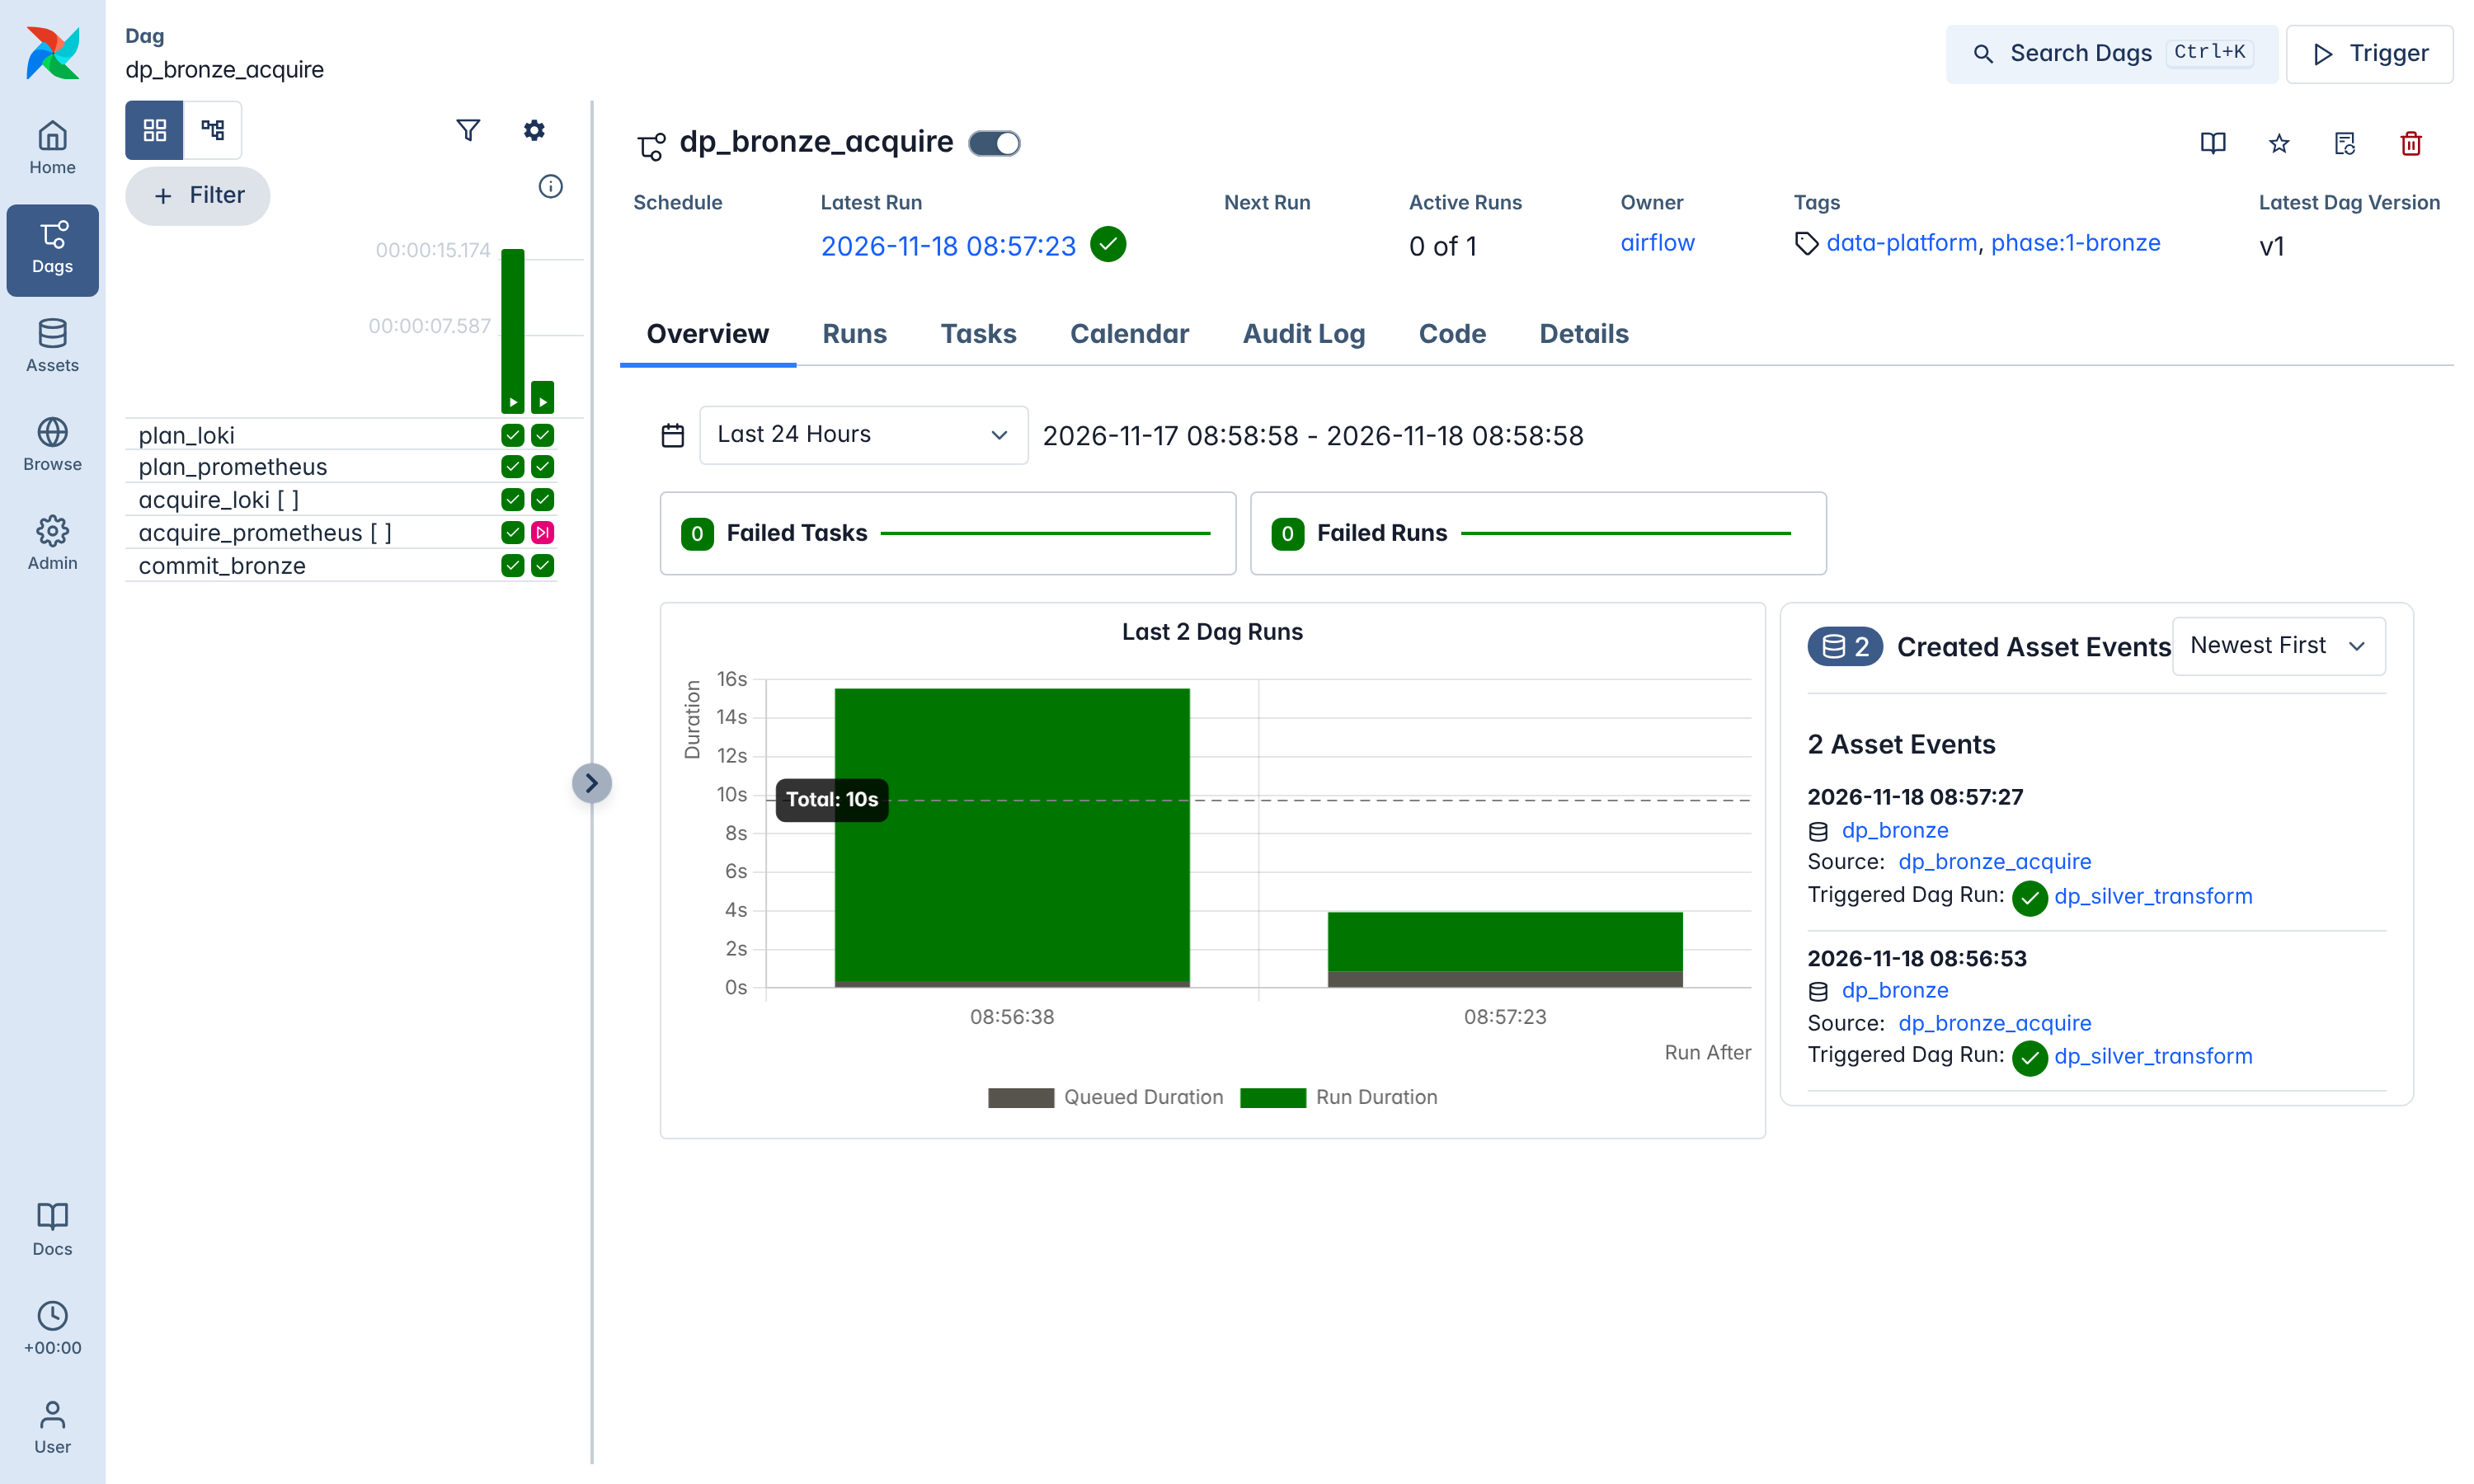 Dag
dp_bronze_acquire
Search Dags Ctrl+K
Trigger
Home
Dags
Assets
Browse
Admin
Docs
+00:00
User
Filter
00:00:15.174
00:00:07.587
plan_loki
plan_prometheus
acquire_loki [ ]
acquire_prometheus [ ]
commit_bronze
dp_bronze_acquire
Schedule
Latest Run
2026-11-18 08:57:23
Next Run
Active Runs
0 of 1
Owner
airflow
Tags
data-platform, phase:1-bronze
Latest Dag Version
v1
Overview Runs Tasks Calendar Audit Log Code Details
Last 24 Hours
2026-11-17 08:58:58 - 2026-11-18 08:58:58
0 Failed Tasks
0 Failed Runs
Last 2 Dag Runs
Duration
16s
14s
12s
10s
8s
6s
4s
2s
0s
Total: 10s
08:56:38
08:57:23
Run After
Queued Duration
Run Duration
2 Created Asset Events
Newest First
2 Asset Events
2026-11-18 08:57:27
dp_bronze
Source: dp_bronze_acquire
Triggered Dag Run: dp_silver_transform
2026-11-18 08:56:53
dp_bronze
Source: dp_bronze_acquire
Triggered Dag Run: dp_silver_transform